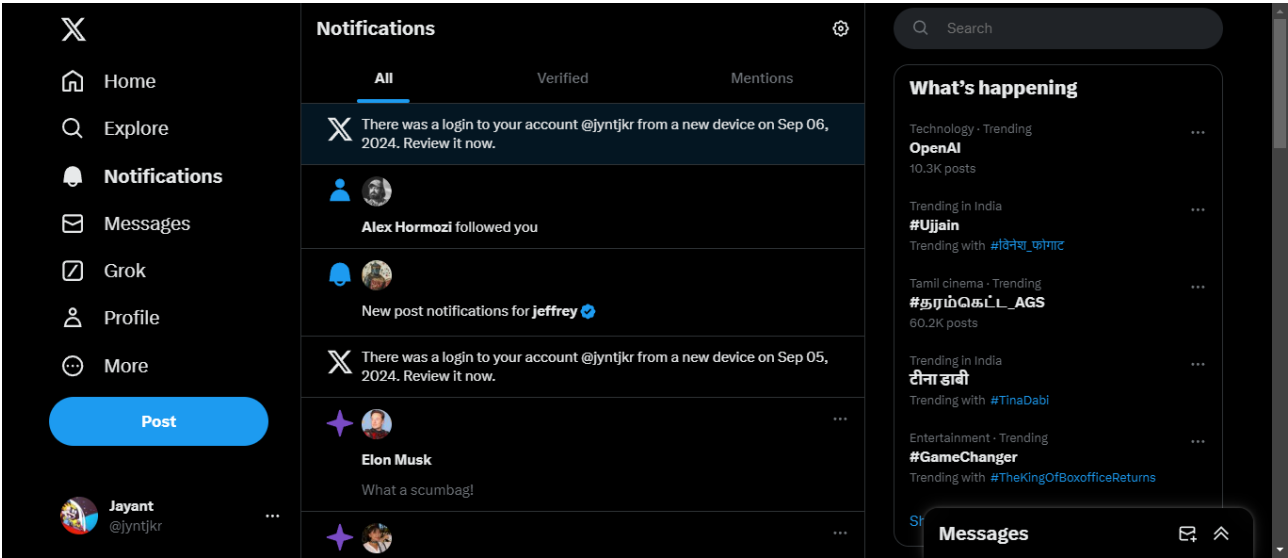 Home
Explore
Notifications
Messages
Grok
Profile
More
Post
Jayant
@jyntjkr
Notifications
All
Verified
Mentions
There was a login to your account @jyntjkr from a new device on Sep 06,
2024. Review it now.
Alex Hormozi followed you
New post notifications for jeffrey
There was a login to your account @jyntjkr from a new device on Sep 05,
2024. Review it now.
Elon Musk
What a scumbag!
Search
What's happening
Technology · Trending
OpenAI
10.3K posts
Trending in India
#Ujjain
Trending with #विनेश_फोगाट
Tamil cinema · Trending
#தரம்கெட்ட_AGS
60.2K posts
Trending in India
टीना डाबी
Trending with #TinaDabi
Entertainment · Trending
#GameChanger
Trending with #TheKingOfBoxofficeReturns
Messages